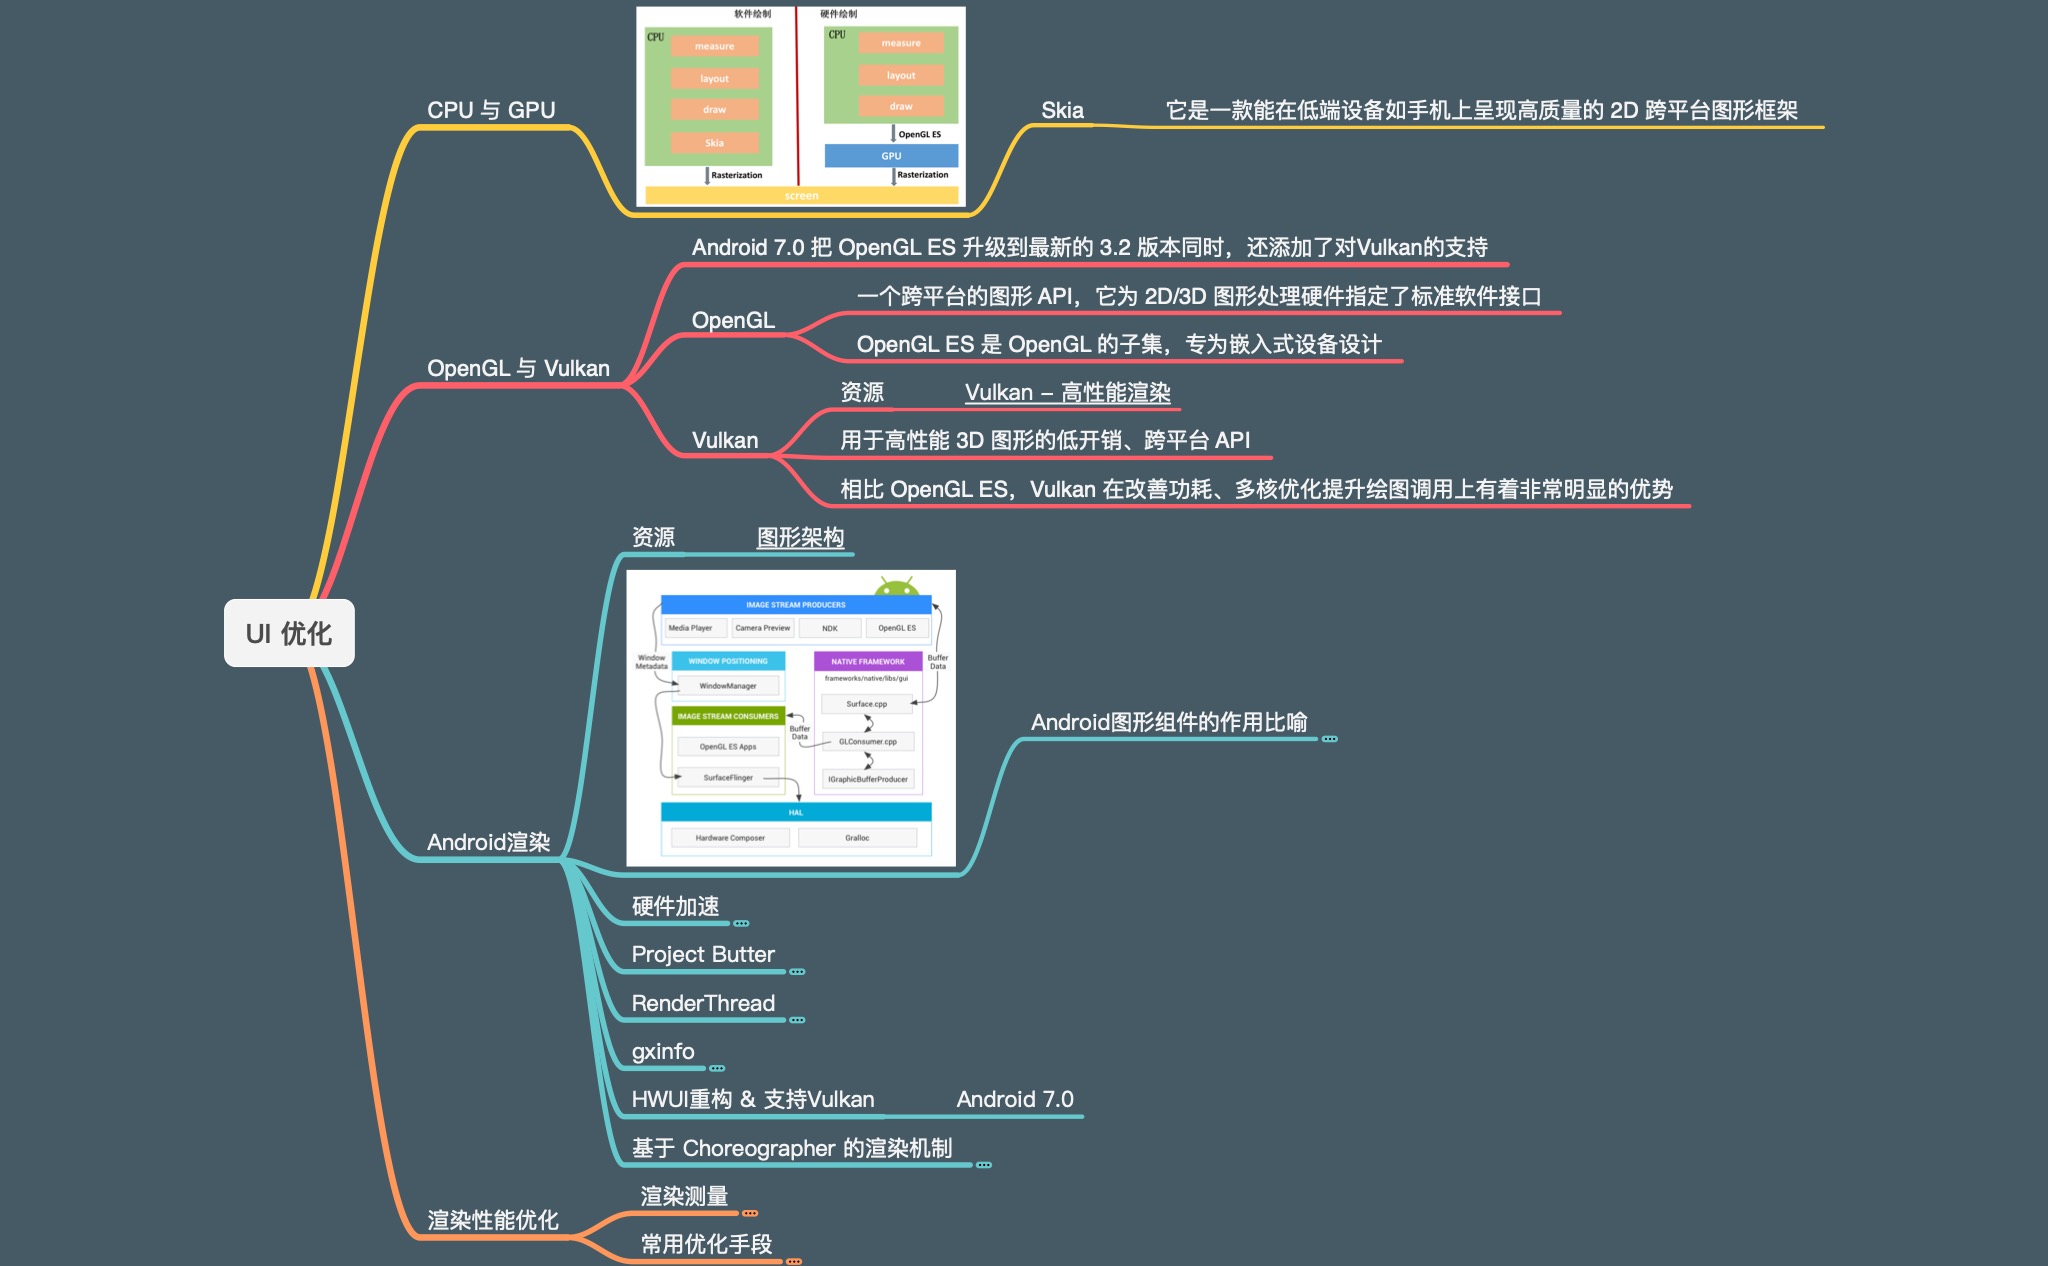 UI 优化
CPU 与 GPU
软件绘制
硬件绘制
CPU
measure
layout
draw
Skia
Rasterization
CPU
measure
layout
draw
OpenGL ES
GPU
Rasterization
screen
Skia
它是一款能在低端设备如手机上呈现高质量的 2D 跨平台图形框架
OpenGL 与 Vulkan
Android 7.0 把 OpenGL ES 升级到最新的 3.2 版本同时，还添加了对Vulkan的支持
OpenGL
一个跨平台的图形 API，它为 2D/3D 图形处理硬件指定了标准软件接口
OpenGL ES 是 OpenGL 的子集，专为嵌入式设备设计
Vulkan
资源
Vulkan - 高性能渲染
用于高性能 3D 图形的低开销、跨平台 API
相比 OpenGL ES，Vulkan 在改善功耗、多核优化提升绘图调用上有着非常明显的优势
Android渲染
资源
图形架构
IMAGE STREAM PRODUCERS
Media Player
Camera Preview
NDK
OpenGL ES
Window
Metadata
WINDOW POSITIONING
WindowManager
NATIVE FRAMEWORK
frameworks/native/libs/gui
Buffer
Data
Surface.cpp
IMAGE STREAM CONSUMERS
Buffer
Data
GLConsumer.cpp
OpenGL ES Apps
SurfaceFlinger
IGraphicBufferProducer
HAL
Hardware Composer
Gralloc
Android图形组件的作用比喻
硬件加速
Project Butter
RenderThread
gxinfo
HWUI重构 & 支持Vulkan
Android 7.0
基于 Choreographer 的渲染机制
渲染性能优化
渲染测量
常用优化手段